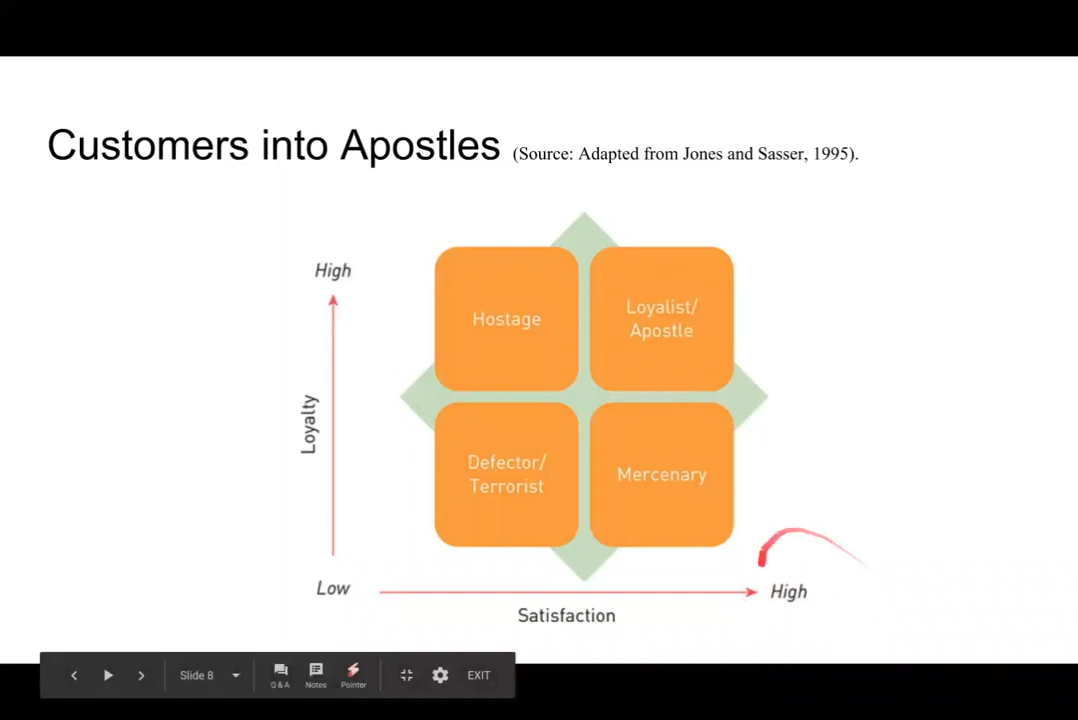 Customers into Apostles (Source: Adapted from Jones and Sasser, 1995).
High
Hostage
Loyalist/
Apostle
Loyalty
Defector/
Terrorist
Mercenary
Low
High
Satisfaction
Slide 8
Q & A
Notes
Pointer
EXIT